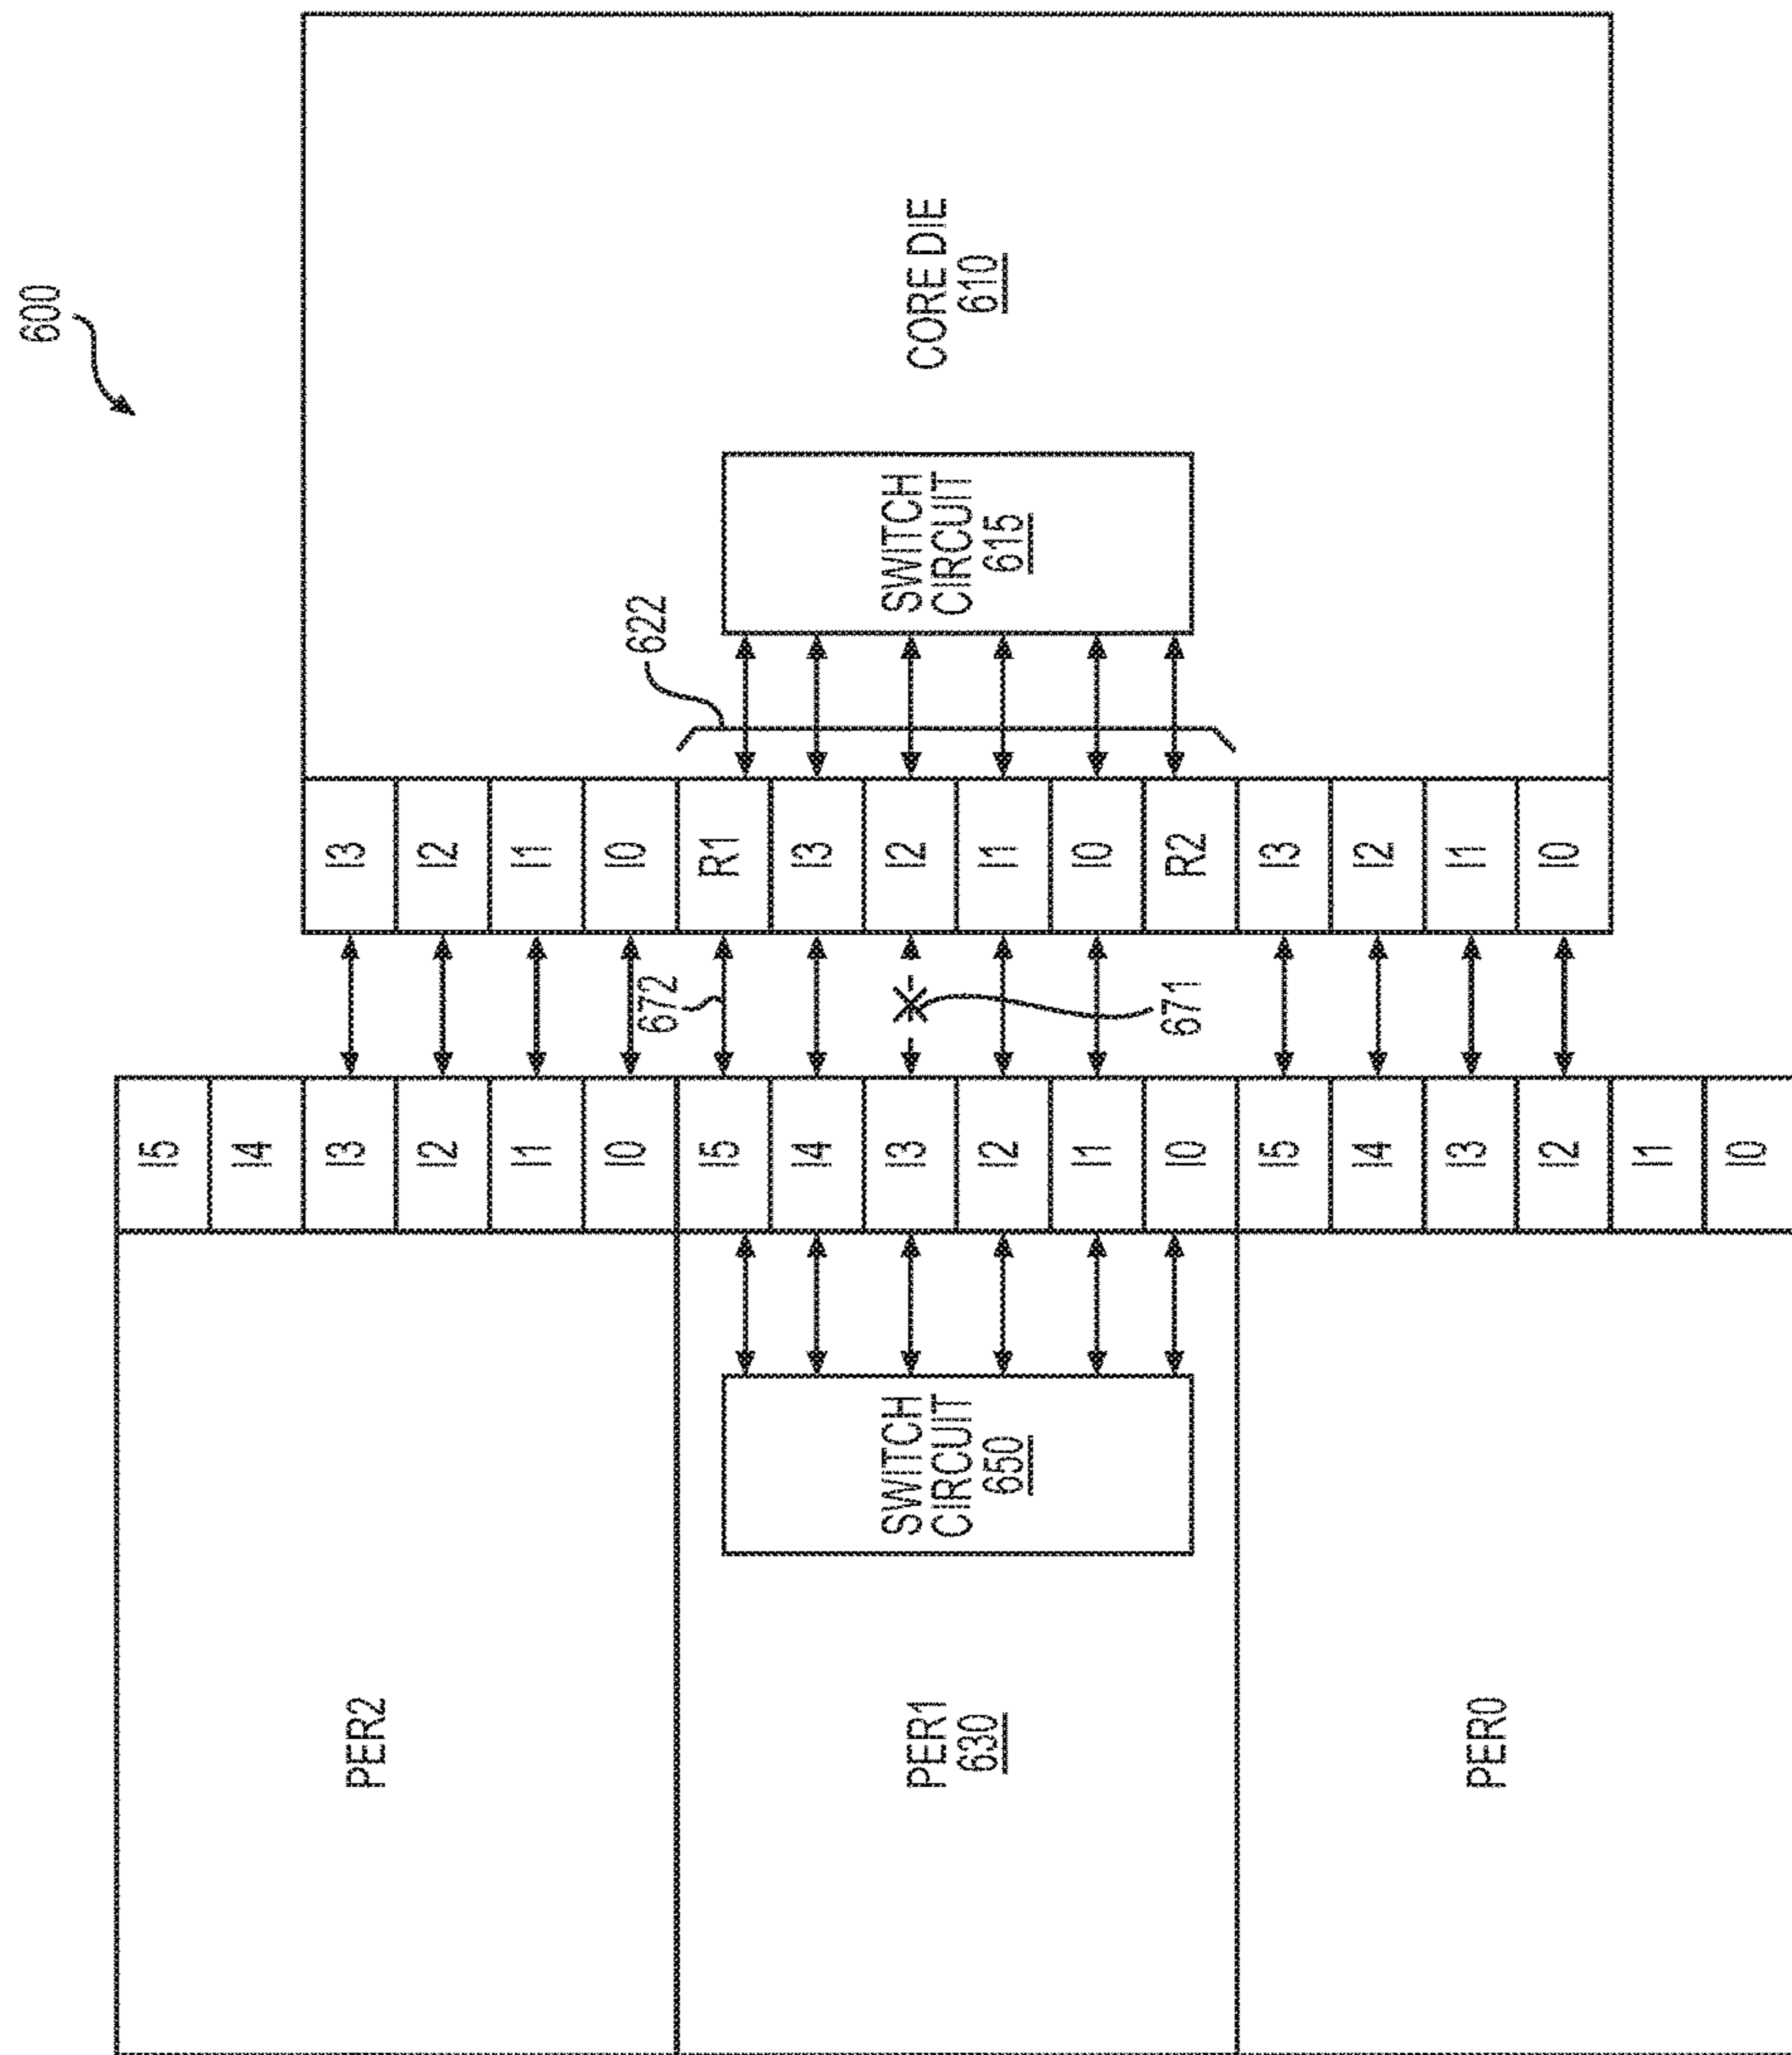 600
PER2
PER1
630
PER0
SWITCH
CIRCUIT
650
I5
I4
I3
I2
I1
I0
I5
I4
I3
I2
I1
I0
I5
I4
I3
I2
I1
I0
672
671
I3
I2
I1
I0
R1
I3
I2
I1
I0
R2
I3
I2
I1
I0
622
SWITCH
CIRCUIT
615
CORE DIE
610